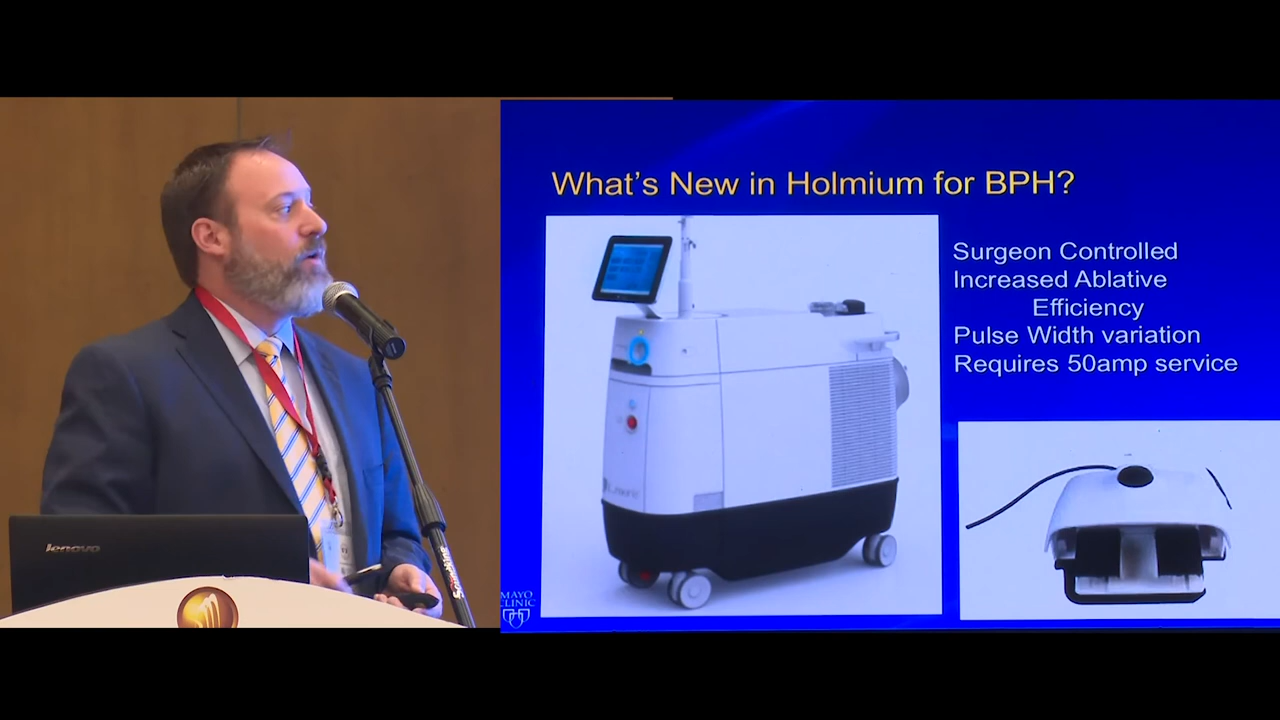 What's New in Holmium for BPH?
Surgeon Controlled
Increased Ablative
Efficiency
Pulse Width variation
Requires 50amp service
MAYO
CLINIC
lenovo